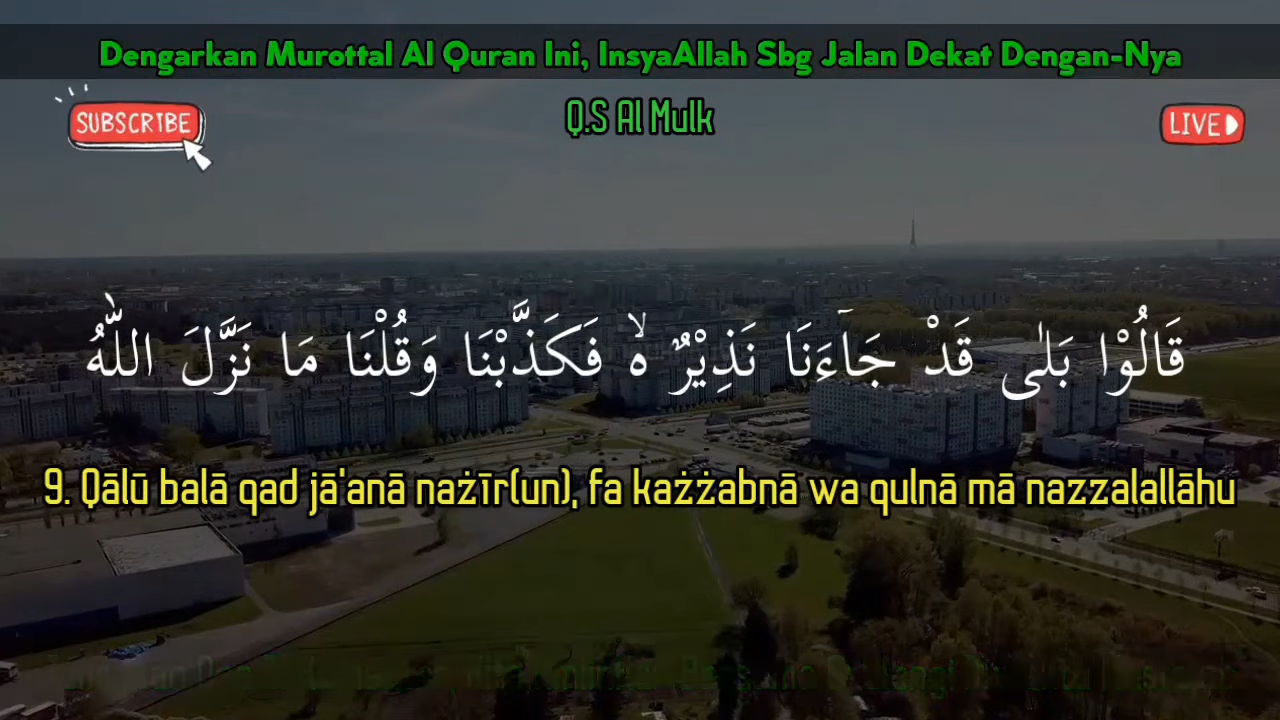 Dengarkan Murottal Al Quran Ini, InsyaAllah Sbg Jalan Dekat Dengan-Nya
SUBSCRIBE
Q.S Al Mulk
LIVE
قَالُوْا بَلٰى قَدْ جَاۤءَنَا نَذِيْرٌ ەۙ فَكَذَّبْنَا وَقُلْنَا مَا نَزَّلَ اللّٰهُ
9. Qālū balā qad jā'anā nażīr(un), fa każżabnā wa qulnā mā nazzalallāhu